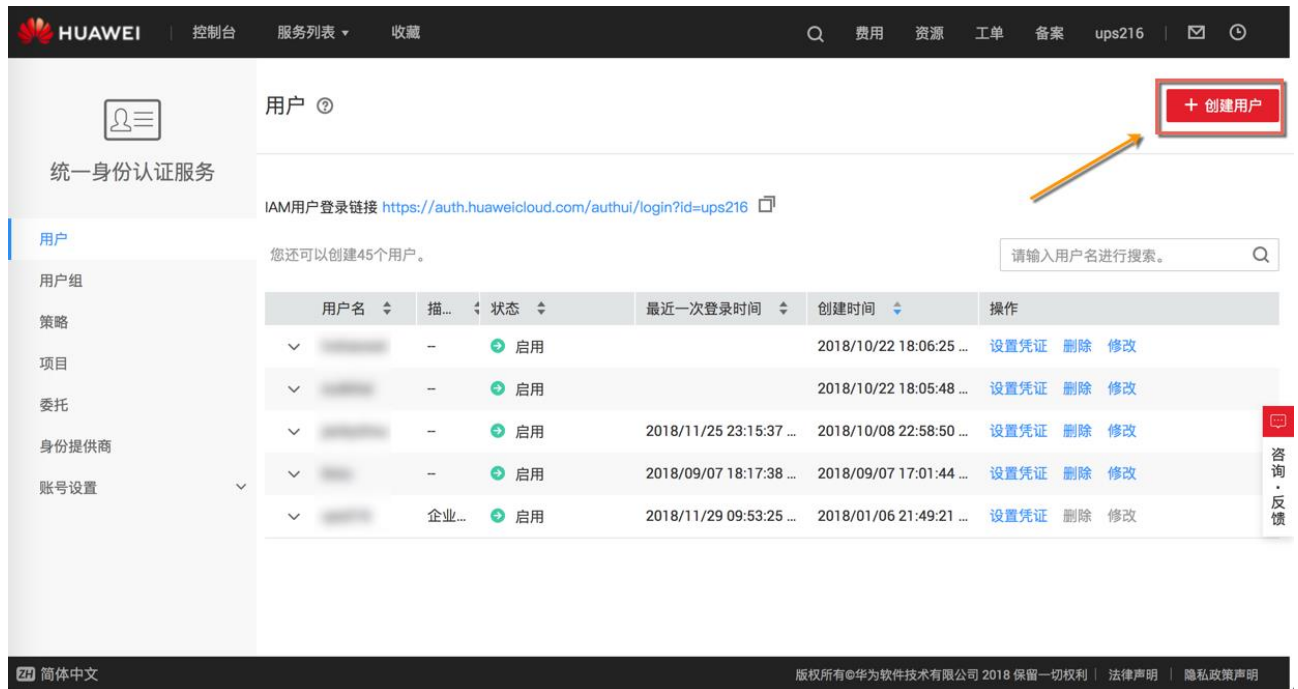 HUAWEI 控制台 服务列表 收藏 费用 资源 工单 备案 ups216
统一身份认证服务
用户
用户组
策略
项目
委托
身份提供商
账号设置
用户
+ 创建用户
IAM用户登录链接 https://auth.huaweicloud.com/authui/login?id=ups216
您还可以创建45个用户。
请输入用户名进行搜索。
用户名 描... 状态 最近一次登录时间 创建时间 操作
-- 启用 2018/10/22 18:06:25 ... 设置凭证 删除 修改
-- 启用 2018/10/22 18:05:48 ... 设置凭证 删除 修改
-- 启用 2018/11/25 23:15:37 ... 2018/10/08 22:58:50 ... 设置凭证 删除 修改
-- 启用 2018/09/07 18:17:38 ... 2018/09/07 17:01:44 ... 设置凭证 删除 修改
企业... 启用 2018/11/29 09:53:25 ... 2018/01/06 21:49:21 ... 设置凭证 删除 修改
咨询·反馈
ZH 简体中文
版权所有©华为软件技术有限公司 2018 保留一切权利 | 法律声明 | 隐私政策声明